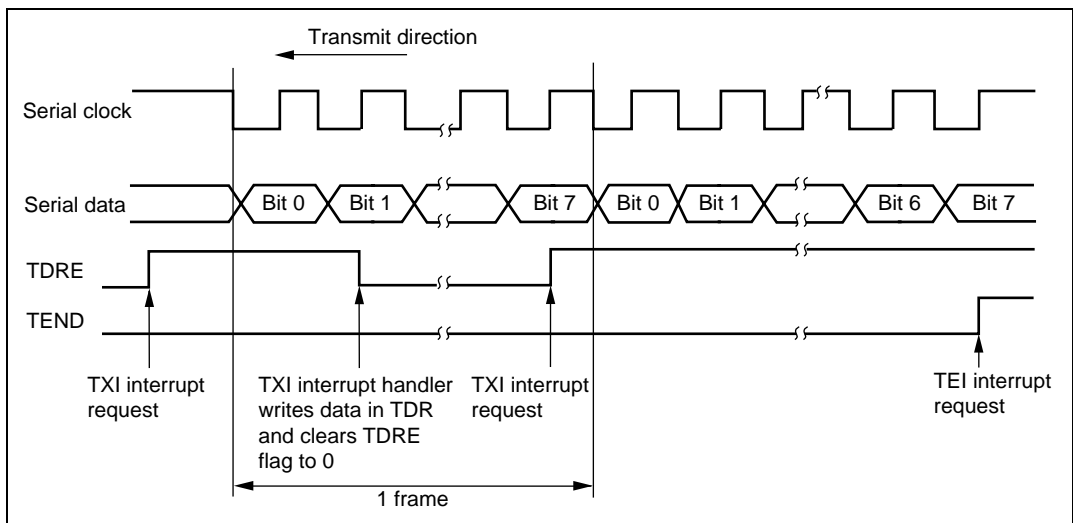 Transmit direction
Serial clock
Serial data
Bit 0
Bit 1
Bit 7
Bit 0
Bit 1
Bit 6
Bit 7
TDRE
TEND
TXI interrupt
request
TXI interrupt handler
writes data in TDR
and clears TDRE
flag to 0
TXI interrupt
request
TEI interrupt
request
1 frame